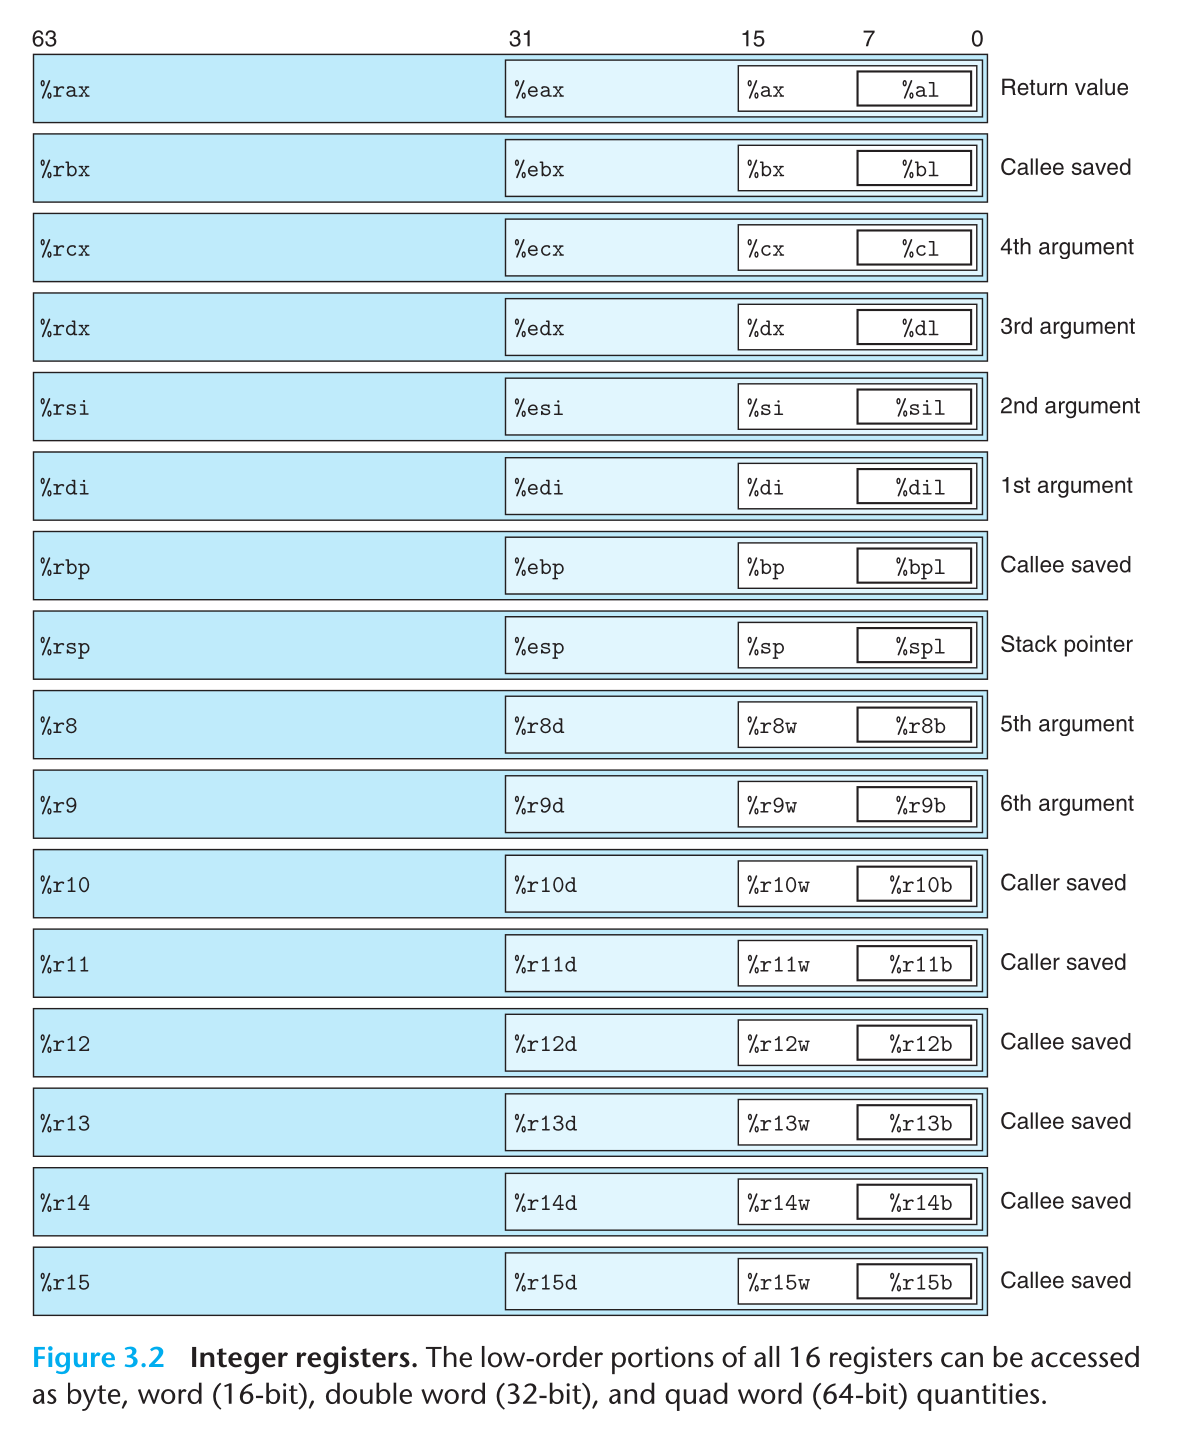 63 31 15 7 0
%rax %eax %ax %al Return value
%rbx %ebx %bx %bl Callee saved
%rcx %ecx %cx %cl 4th argument
%rdx %edx %dx %dl 3rd argument
%rsi %esi %si %sil 2nd argument
%rdi %edi %di %dil 1st argument
%rbp %ebp %bp %bpl Callee saved
%rsp %esp %sp %spl Stack pointer
%r8 %r8d %r8w %r8b 5th argument
%r9 %r9d %r9w %r9b 6th argument
%r10 %r10d %r10w %r10b Caller saved
%r11 %r11d %r11w %r11b Caller saved
%r12 %r12d %r12w %r12b Callee saved
%r13 %r13d %r13w %r13b Callee saved
%r14 %r14d %r14w %r14b Callee saved
%r15 %r15d %r15w %r15b Callee saved
Figure 3.2 Integer registers. The low-order portions of all 16 registers can be accessed
as byte, word (16-bit), double word (32-bit), and quad word (64-bit) quantities.